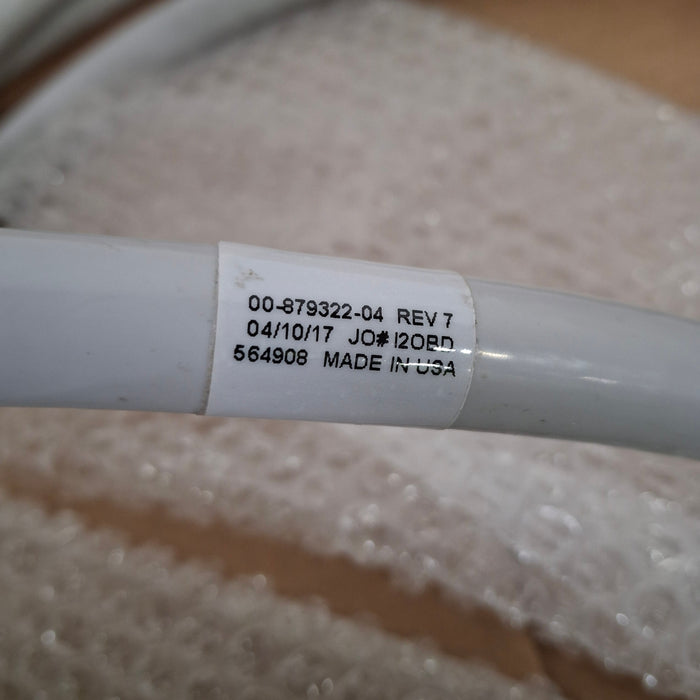 00-879322-04 REV 7
04/10/17 JO# I2OBD
564908 MADE IN USA